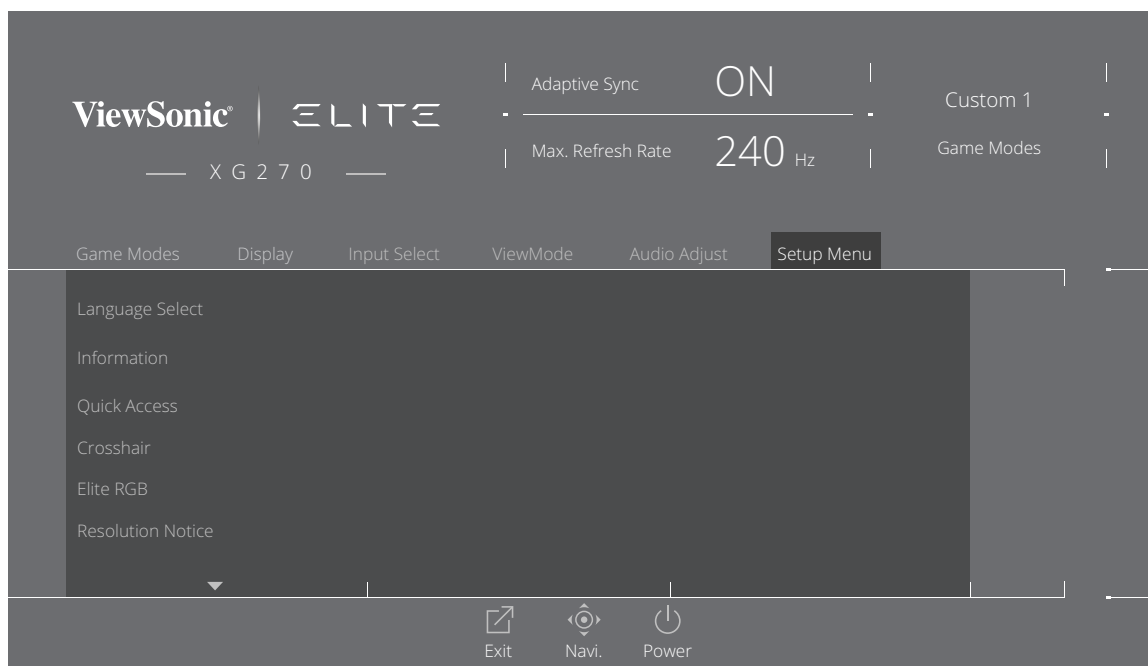 ViewSonic® | ELITE
XG270
Adaptive Sync ON
Max. Refresh Rate 240 Hz
Custom 1
Game Modes
Game Modes Display Input Select ViewMode Audio Adjust Setup Menu
Language Select
Information
Quick Access
Crosshair
Elite RGB
Resolution Notice
Exit Navi. Power